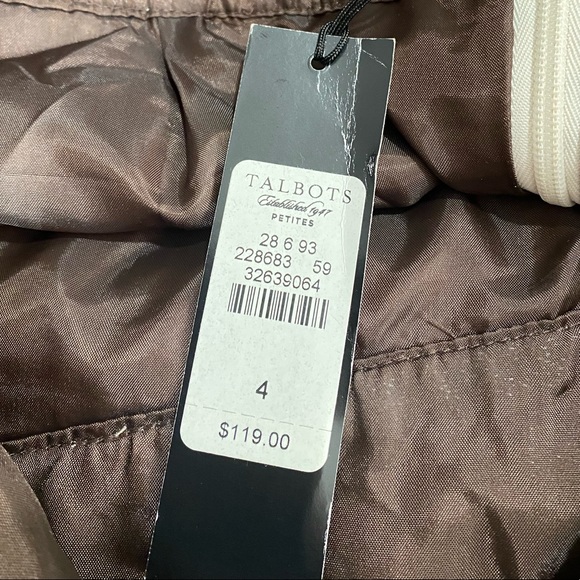 TALBOTS
Established 1947
PETITES
28 6 93
228683 59
32639064
4
$119.00